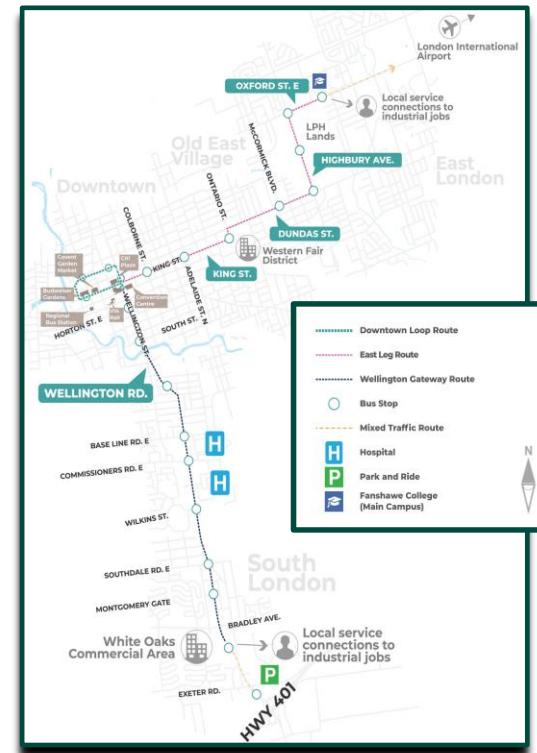 London International
Airport
OXFORD ST. E
Local service
connections to
industrial jobs
LPH
Lands
McCORMICK BLVD.
Old East
Village
HIGHBURY AVE.
East
London
Downtown
ONTARIO ST.
COLBORNE ST.
DUNDAS ST.
Western Fair
District
KING ST.
KING ST.
ADELAIDE ST. N
Covent
Garden
Market
Citi
Plaza
Budweiser
Gardens
Convention
Centre
Regional
Bus Station
VIA
Rail
HORTON ST. E
SOUTH ST.
WELLINGTON ST.
WELLINGTON RD.
BASE LINE RD. E
H
COMMISSIONERS RD. E
H
WILKINS ST.
SOUTHDALE RD. E
South
London
MONTGOMERY GATE
BRADLEY AVE.
White Oaks
Commercial Area
Local service
connections to
industrial jobs
P
EXETER RD.
HWY 401
Downtown Loop Route
East Leg Route
Wellington Gateway Route
Bus Stop
Mixed Traffic Route
H Hospital
P Park and Ride
Fanshawe College
(Main Campus)
N